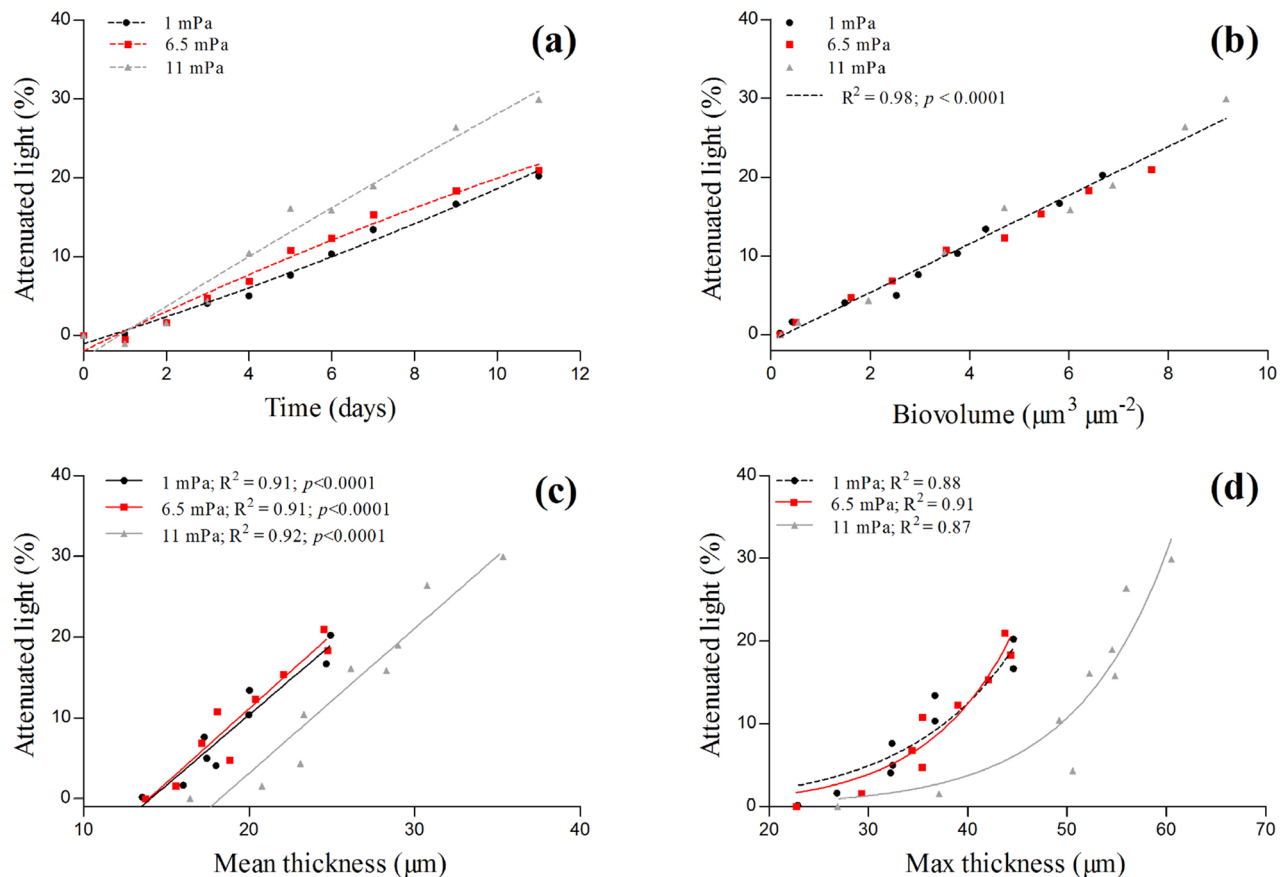 1 mPa
6.5 mPa
11 mPa
(a)
40
30
20
10
0
Attenuated light (%)
0 2 4 6 8 10 12
Time (days)
1 mPa
6.5 mPa
11 mPa
R² = 0.98; p < 0.0001
(b)
40
30
20
10
0
Attenuated light (%)
0 2 4 6 8 10
Biovolume (µm³ µm⁻²)
1 mPa; R² = 0.91; p<0.0001
6.5 mPa; R² = 0.91; p<0.0001
11 mPa; R² = 0.92; p<0.0001
(c)
40
30
20
10
0
Attenuated light (%)
10 20 30 40
Mean thickness (µm)
1 mPa; R² = 0.88
6.5 mPa; R² = 0.91
11 mPa; R² = 0.87
(d)
40
30
20
10
0
Attenuated light (%)
20 30 40 50 60 70
Max thickness (µm)